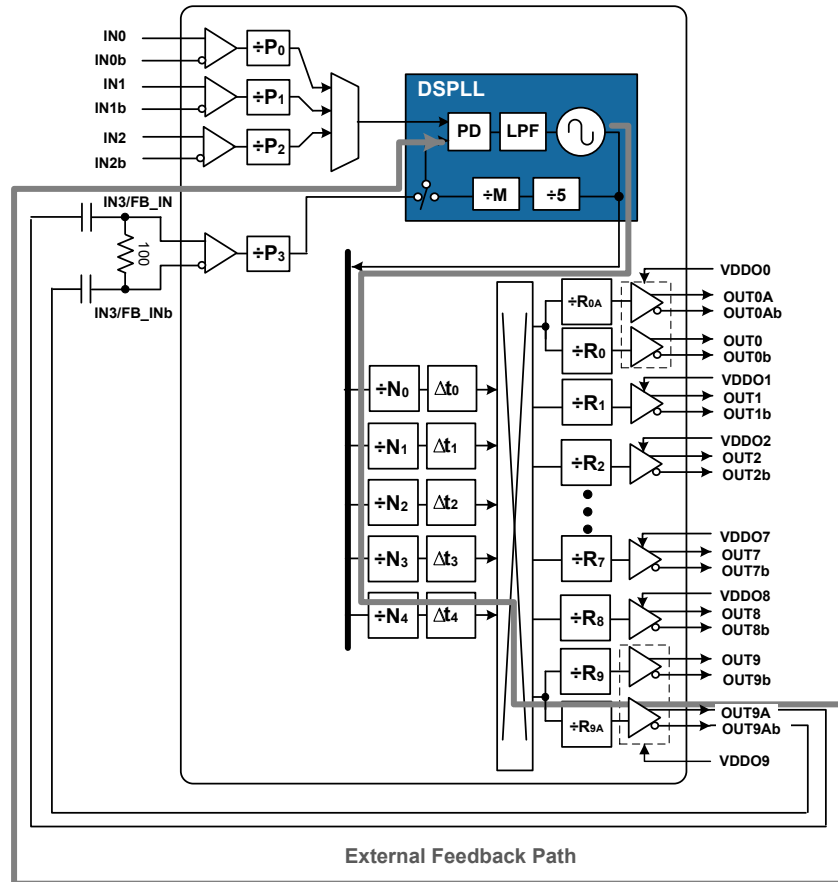 IN0
IN0b
IN1
IN1b
IN2
IN2b
÷P0
÷P1
÷P2
DSPLL
PD
LPF
÷M
÷5
IN3/FB_IN
100
IN3/FB_INb
÷P3
÷N0
Δt0
÷N1
Δt1
÷N2
Δt2
÷N3
Δt3
÷N4
Δt4
÷R0A
÷R0
÷R1
÷R2
÷R7
÷R8
÷R9
÷R9A
VDDO0
OUT0A
OUT0Ab
OUT0
OUT0b
VDDO1
OUT1
OUT1b
VDDO2
OUT2
OUT2b
VDDO7
OUT7
OUT7b
VDDO8
OUT8
OUT8b
OUT9
OUT9b
OUT9A
OUT9Ab
VDDO9
External Feedback Path